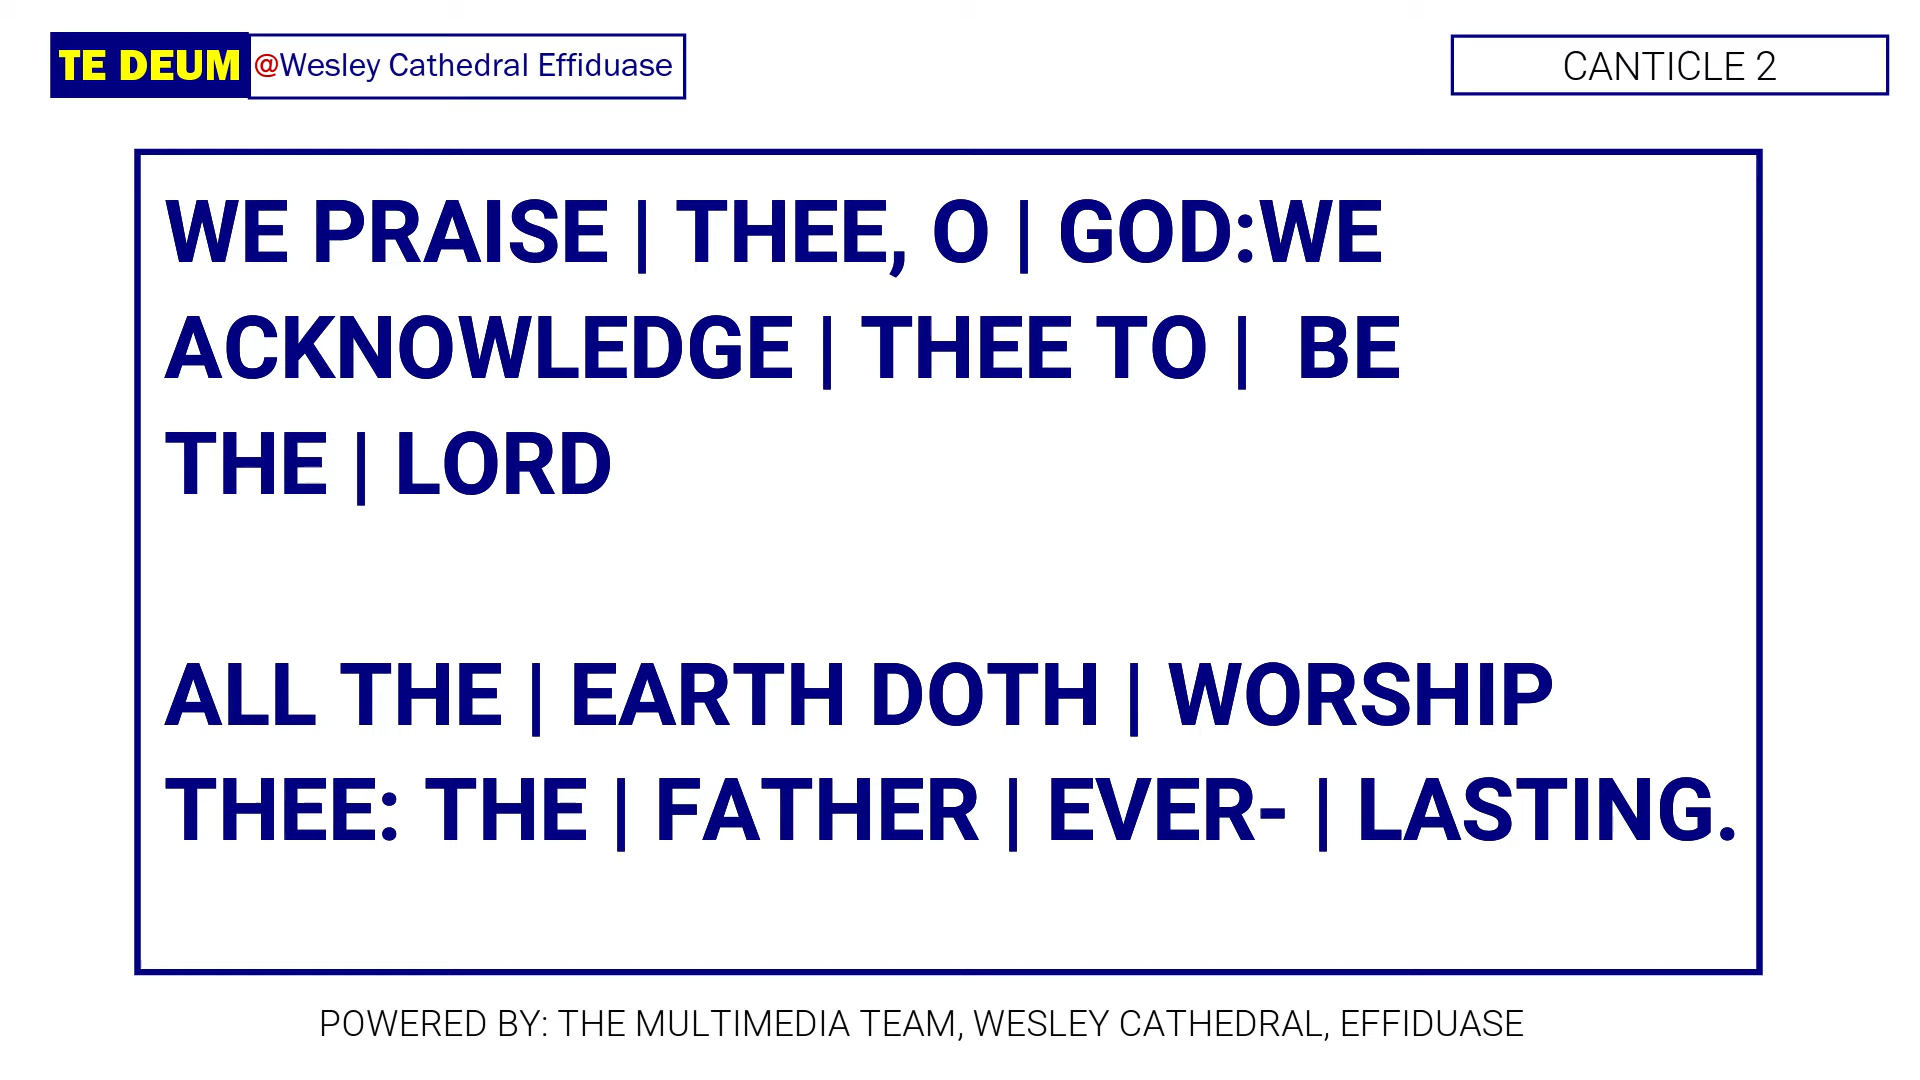 TE DEUM @Wesley Cathedral Effiduase
CANTICLE 2
WE PRAISE | THEE, O | GOD:WE
ACKNOWLEDGE | THEE TO |  BE
THE | LORD
ALL THE | EARTH DOTH | WORSHIP
THEE: THE | FATHER | EVER- | LASTING.
POWERED BY: THE MULTIMEDIA TEAM, WESLEY CATHEDRAL, EFFIDUASE